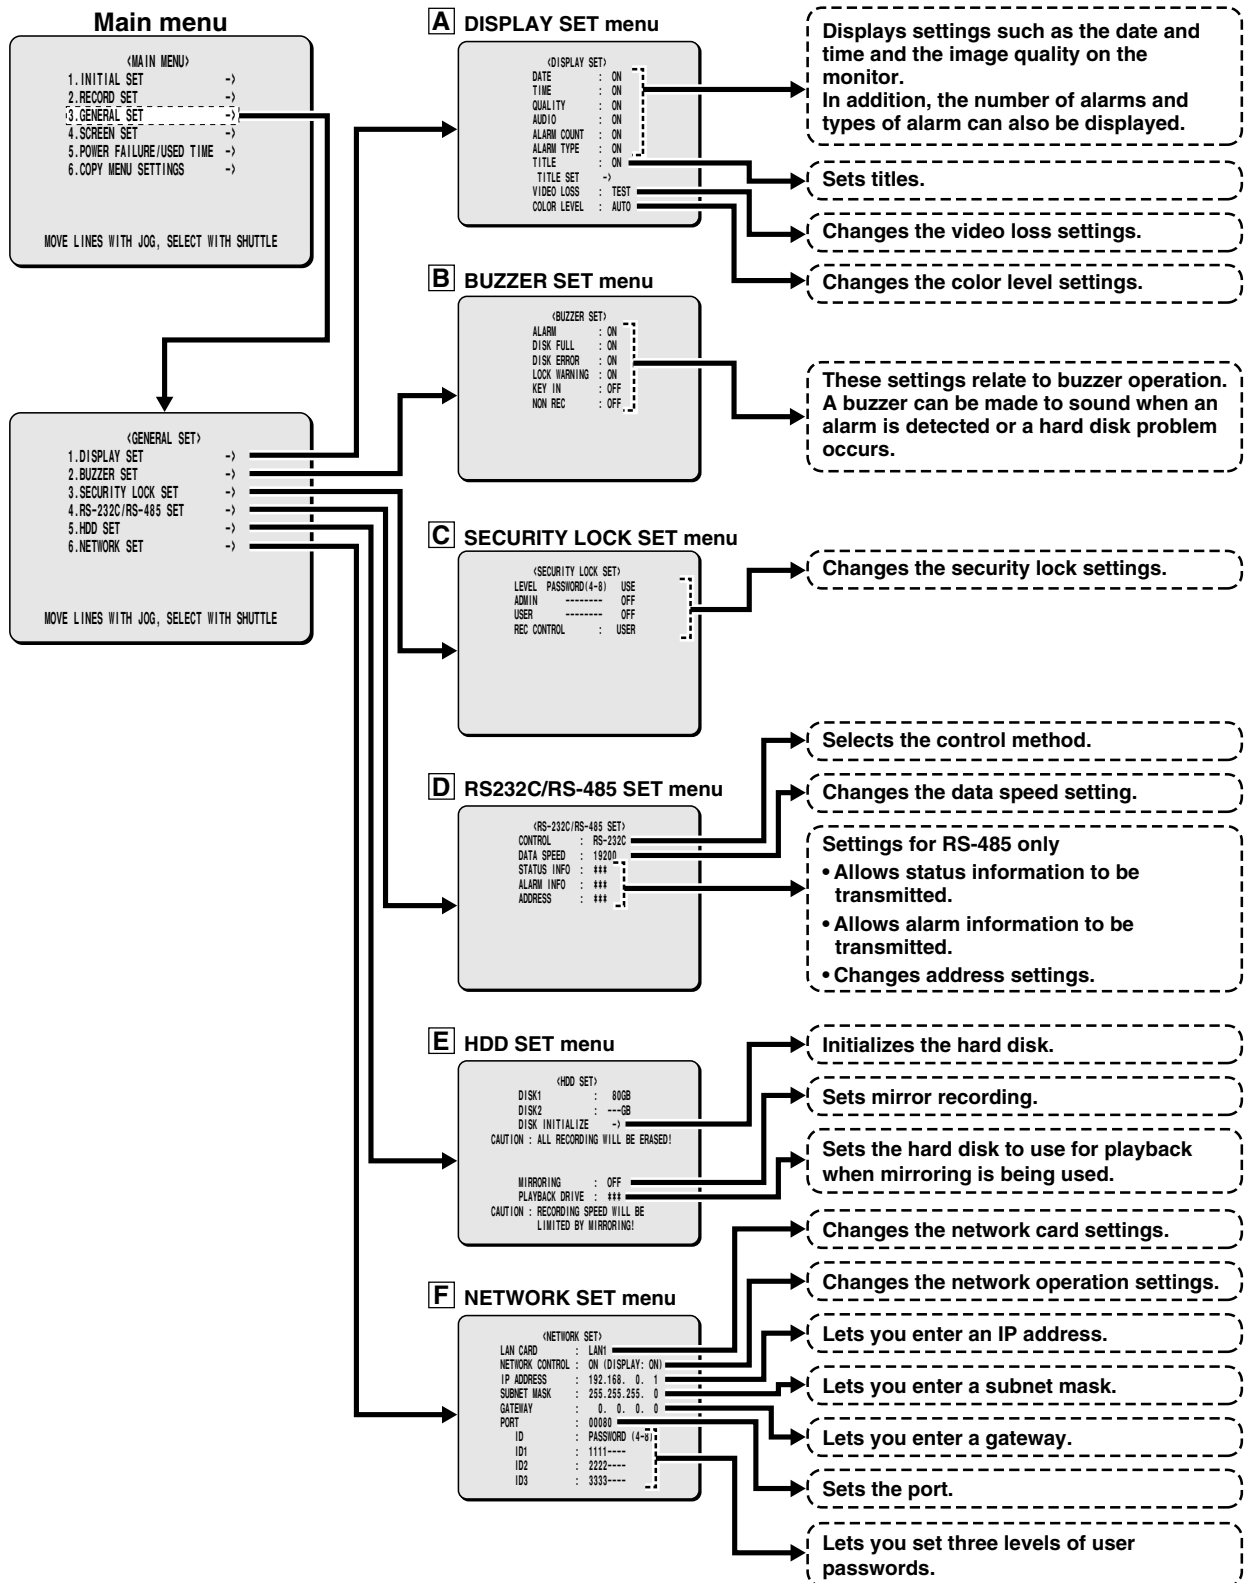 Main menu
<MAIN MENU>
1.INITIAL SET ->
2.RECORD SET ->
3.GENERAL SET ->
4.SCREEN SET ->
5.POWER FAILURE/USED TIME ->
6.COPY MENU SETTINGS ->
MOVE LINES WITH JOG, SELECT WITH SHUTTLE
<GENERAL SET>
1.DISPLAY SET ->
2.BUZZER SET ->
3.SECURITY LOCK SET ->
4.RS-232C/RS-485 SET ->
5.HDD SET ->
6.NETWORK SET ->
MOVE LINES WITH JOG, SELECT WITH SHUTTLE
A DISPLAY SET menu
<DISPLAY SET>
DATE : ON
TIME : ON
QUALITY : ON
AUDIO : ON
ALARM COUNT : ON
ALARM TYPE : ON
TITLE : ON
TITLE SET ->
VIDEO LOSS : TEST
COLOR LEVEL : AUTO
Displays settings such as the date and
time and the image quality on the
monitor.
In addition, the number of alarms and
types of alarm can also be displayed.
Sets titles.
Changes the video loss settings.
Changes the color level settings.
B BUZZER SET menu
<BUZZER SET>
ALARM : ON
DISK FULL : ON
DISK ERROR : ON
LOCK WARNING : ON
KEY IN : OFF
NON REC : OFF
These settings relate to buzzer operation.
A buzzer can be made to sound when an
alarm is detected or a hard disk problem
occurs.
C SECURITY LOCK SET menu
<SECURITY LOCK SET>
LEVEL PASSWORD(4-8) USE
ADMIN -------- OFF
USER -------- OFF
REC CONTROL : USER
Changes the security lock settings.
D RS232C/RS-485 SET menu
<RS-232C/RS-485 SET>
CONTROL : RS-232C
DATA SPEED : 19200
STATUS INFO : ***
ALARM INFO : ***
ADDRESS : ***
Selects the control method.
Changes the data speed setting.
Settings for RS-485 only
• Allows status information to be
transmitted.
• Allows alarm information to be
transmitted.
• Changes address settings.
E HDD SET menu
<HDD SET>
DISK1 : 80GB
DISK2 : ---GB
DISK INITIALIZE ->
CAUTION : ALL RECORDING WILL BE ERASED!
MIRRORING : OFF
PLAYBACK DRIVE : ***
CAUTION : RECORDING SPEED WILL BE
LIMITED BY MIRRORING!
Initializes the hard disk.
Sets mirror recording.
Sets the hard disk to use for playback
when mirroring is being used.
F NETWORK SET menu
<NETWORK SET>
LAN CARD : LAN1
NETWORK CONTROL : ON (DISPLAY: ON)
IP ADDRESS : 192.168. 0. 1
SUBNET MASK : 255.255.255. 0
GATEWAY : 0. 0. 0. 0
PORT : 00080
ID : PASSWORD (4-8)
ID1 : 1111----
ID2 : 2222----
ID3 : 3333----
Changes the network card settings.
Changes the network operation settings.
Lets you enter an IP address.
Lets you enter a subnet mask.
Lets you enter a gateway.
Sets the port.
Lets you set three levels of user
passwords.